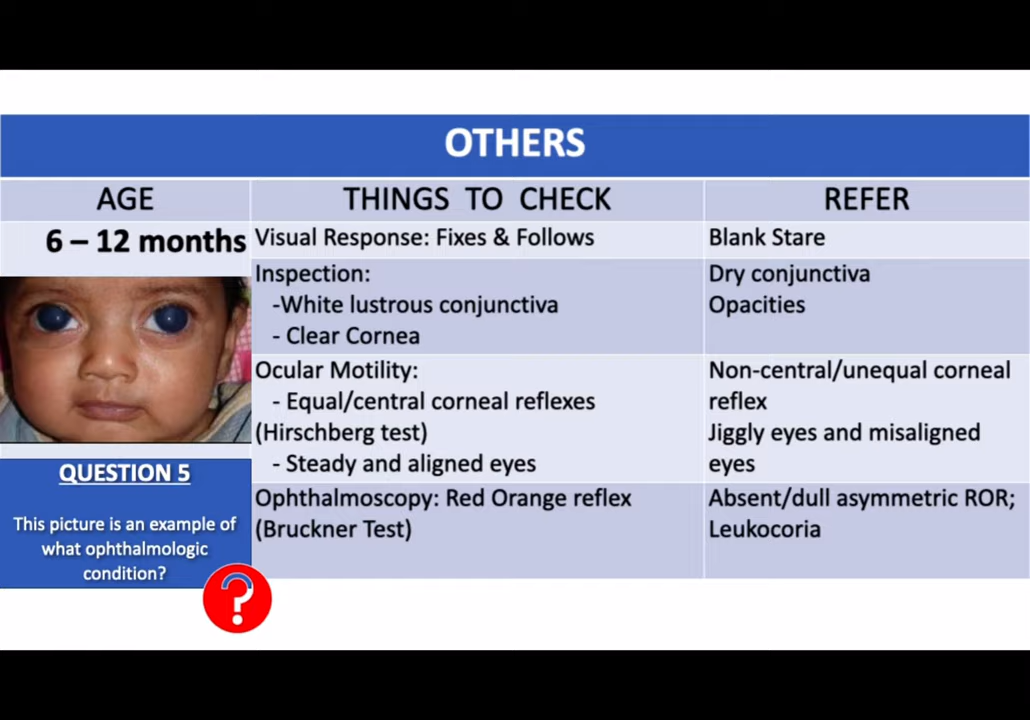 OTHERS
AGE
THINGS TO CHECK
REFER
6 – 12 months
Visual Response: Fixes & Follows
Blank Stare
Inspection:
-White lustrous conjunctiva
- Clear Cornea
Dry conjunctiva
Opacities
Ocular Motility:
- Equal/central corneal reflexes
(Hirschberg test)
- Steady and aligned eyes
Non-central/unequal corneal
reflex
Jiggly eyes and misaligned
eyes
Ophthalmoscopy: Red Orange reflex
(Bruckner Test)
Absent/dull asymmetric ROR;
Leukocoria
QUESTION 5
This picture is an example of
what ophthalmologic
condition?
?